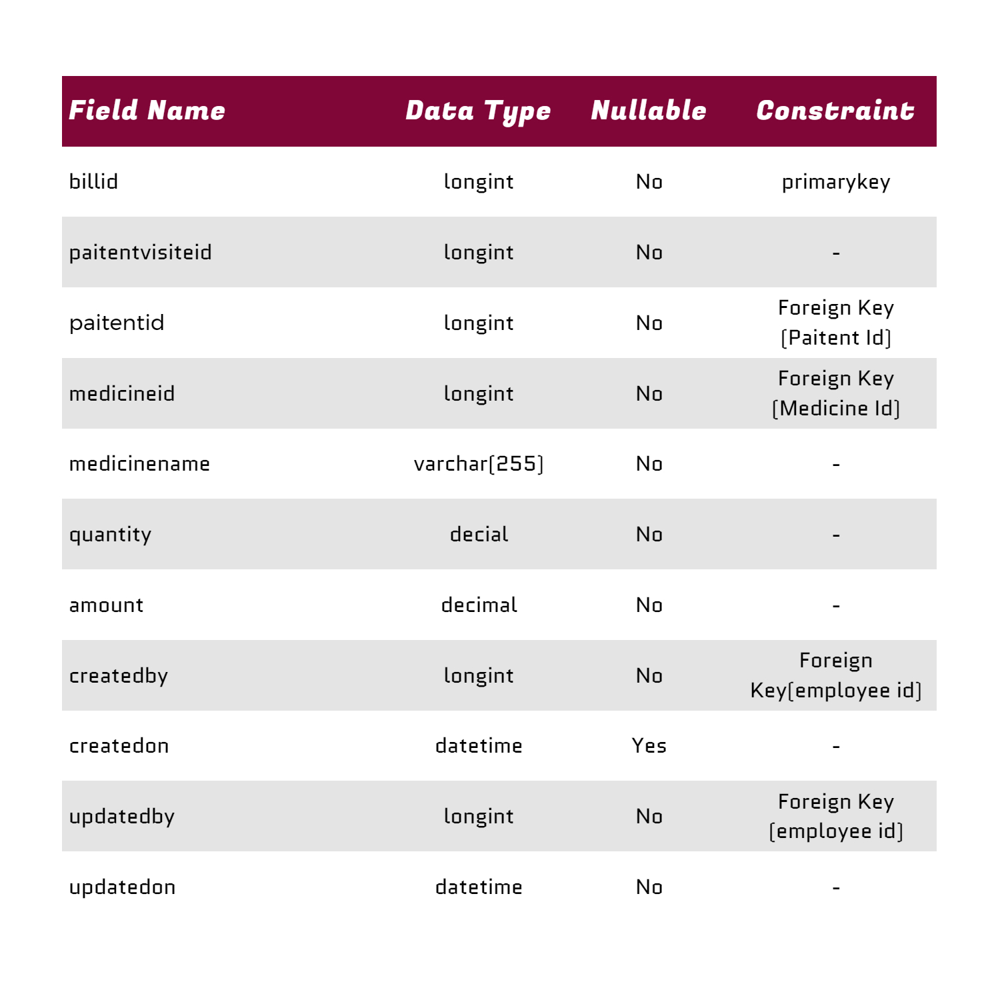 Field Name Data Type Nullable Constraint
billid longint No primarykey
paitentvisiteid longint No -
paitentid longint No Foreign Key
(Paitent Id)
medicineid longint No Foreign Key
(Medicine Id)
medicinename varchar(255) No -
quantity decial No -
amount decimal No -
createdby longint No Foreign
Key(employee id)
createdon datetime Yes -
updatedby longint No Foreign Key
(employee id)
updatedon datetime No -